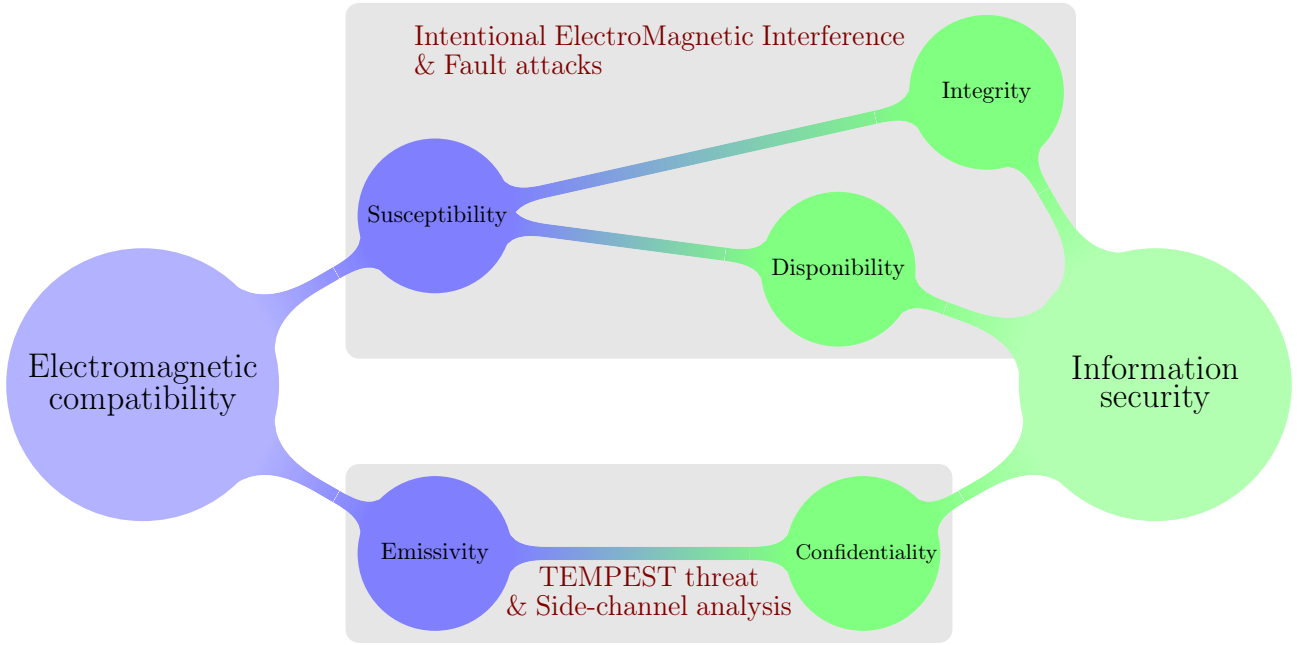 Intentional ElectroMagnetic Interference
& Fault attacks
Integrity
Susceptibility
Disponibility
Electromagnetic
compatibility
Information
security
Emissivity
Confidentiality
TEMPEST threat
& Side-channel analysis